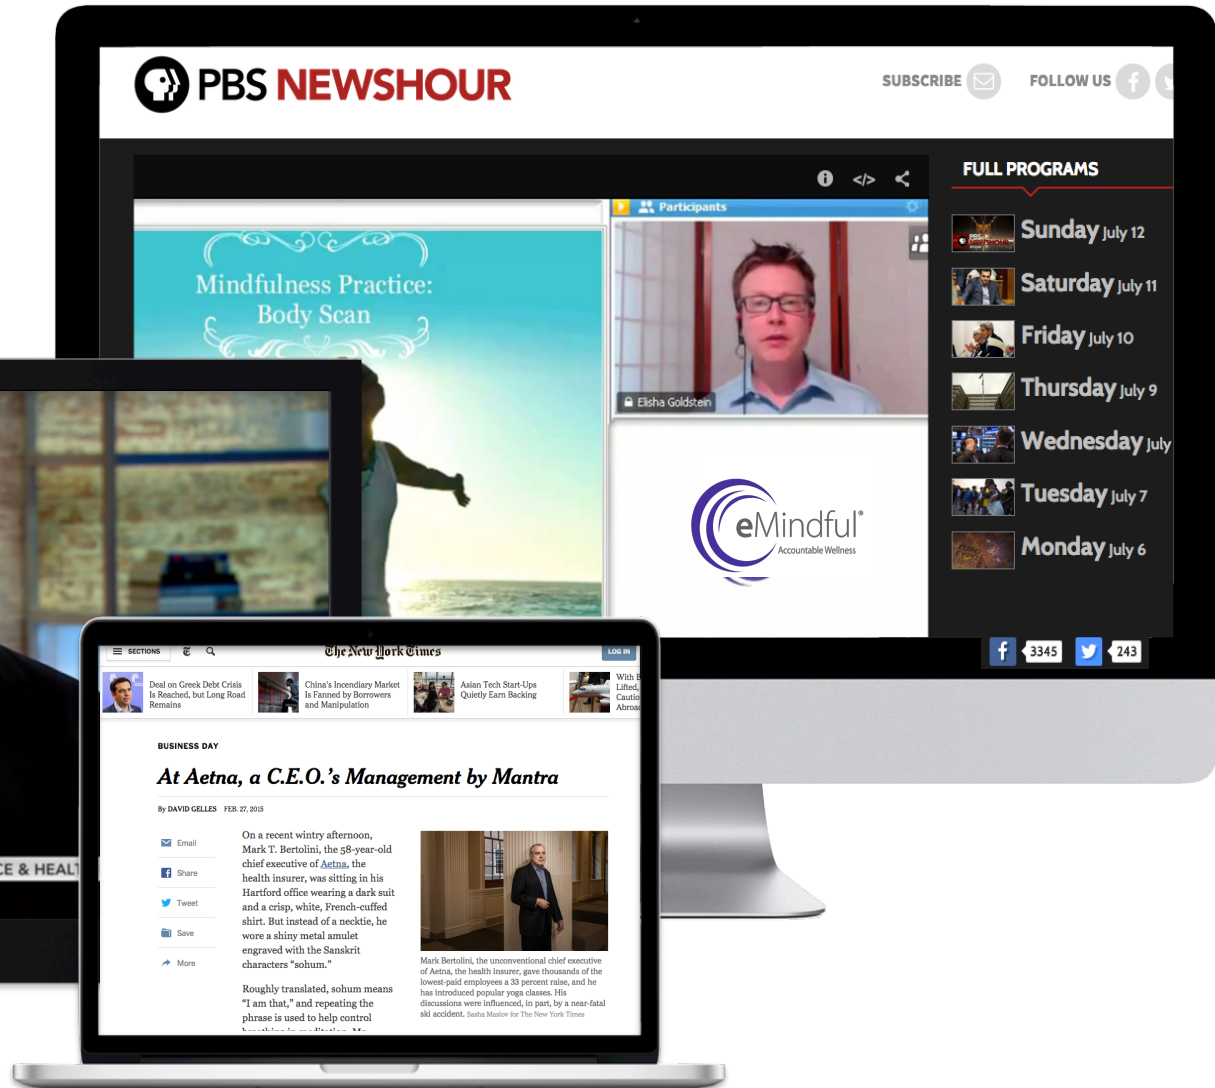 PBS NEWSHOUR
SUBSCRIBE
FOLLOW US
FULL PROGRAMS
Participants
Mindfulness Practice:
Body Scan
Elisha Goldstein
eMindful®
Accountable Wellness
Sunday July 12
Saturday July 11
Friday July 10
Thursday July 9
Wednesday July
Tuesday July 7
Monday July 6
3345
243
CE & HEALT
SECTIONS
The New York Times
LOG IN
Deal on Greek Debt Crisis
Is Reached, but Long Road
Remains
China's Incendiary Market
Is Fanned by Borrowers
and Manipulation
Asian Tech Start-Ups
Quietly Earn Backing
With B
Lifted,
Cautio
Abroa
BUSINESS DAY
At Aetna, a C.E.O.'s Management by Mantra
By DAVID GELLES FEB. 27, 2015
Email
Share
Tweet
Save
More
On a recent wintry afternoon,
Mark T. Bertolini, the 58-year-old
chief executive of Aetna, the
health insurer, was sitting in his
Hartford office wearing a dark suit
and a crisp, white, French-cuffed
shirt. But instead of a necktie, he
wore a shiny metal amulet
engraved with the Sanskrit
characters “sohum.”
Roughly translated, sohum means
“I am that,” and repeating the
phrase is used to help control
Mark Bertolini, the unconventional chief executive
of Aetna, the health insurer, gave thousands of the
lowest-paid employees a 33 percent raise, and he
has introduced popular yoga classes. His
discussions were influenced, in part, by a near-fatal
ski accident. Sasha Maslov for The New York Times